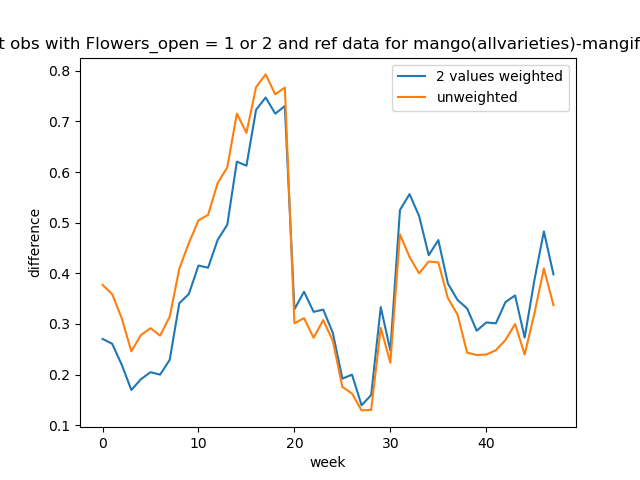 t obs with Flowers_open = 1 or 2 and ref data for mango(allvarieties)-mangif
2 values weighted
unweighted
difference
0.8
0.7
0.6
0.5
0.4
0.3
0.2
0.1
0 10 20 30 40
week